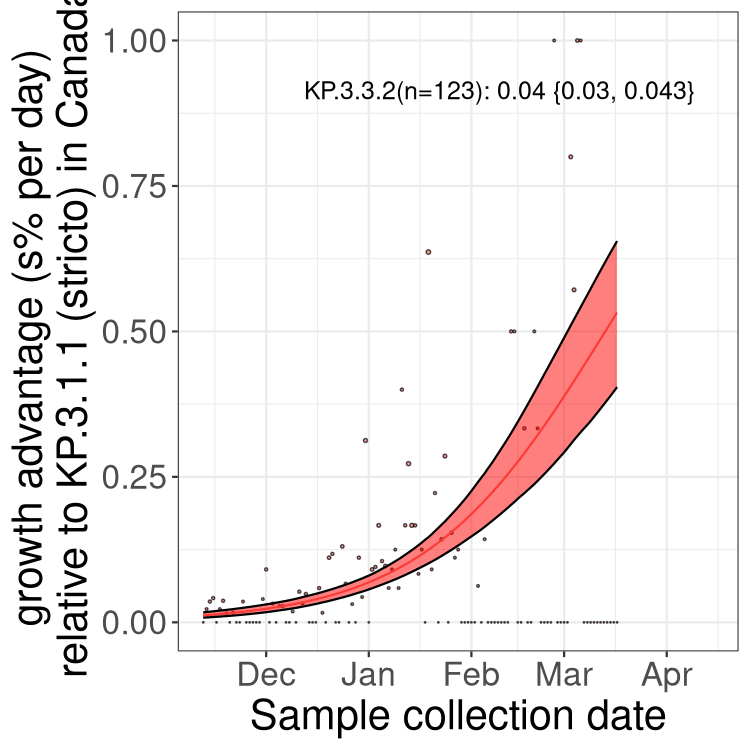 growth advantage (s% per day)
relative to KP.3.1.1 (stricto) in Canada
1.00
0.75
0.50
0.25
0.00
KP.3.3.2(n=123): 0.04 {0.03, 0.043}
Dec Jan Feb Mar Apr
Sample collection date